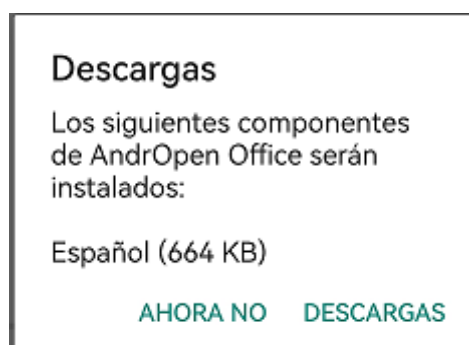 Descargas
Los siguientes componentes
de AndrOpen Office serán
instalados:
Español (664 KB)
AHORA NO DESCARGAS